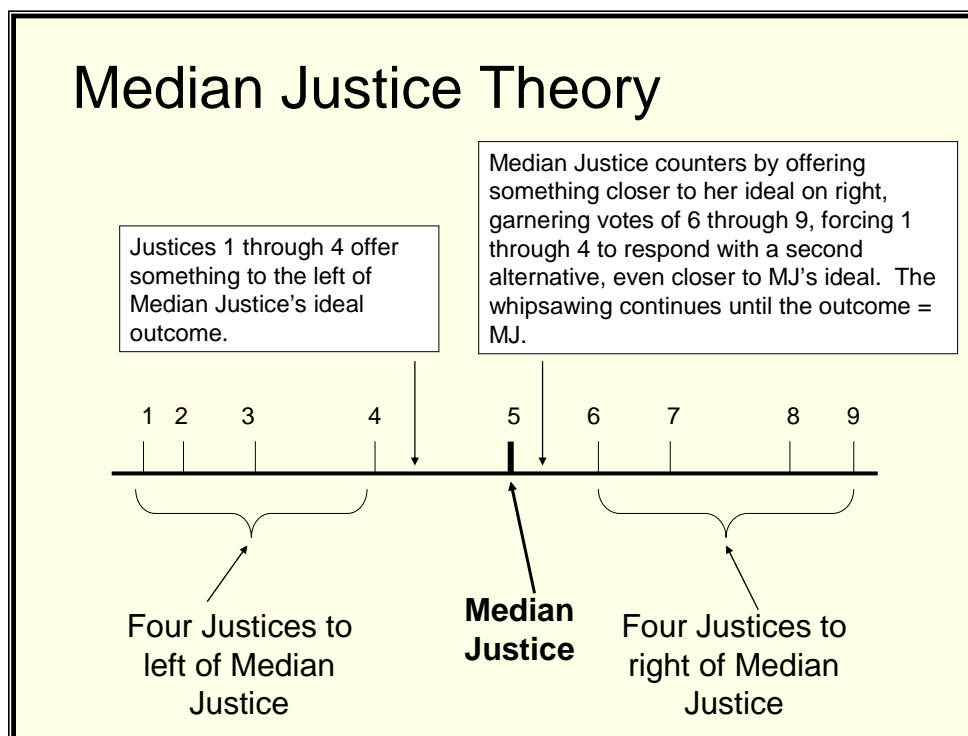 Median Justice Theory
Justices 1 through 4 offer
something to the left of
Median Justice's ideal
outcome.
Median Justice counters by offering
something closer to her ideal on right,
garnering votes of 6 through 9, forcing 1
through 4 to respond with a second
alternative, even closer to MJ's ideal.  The
whipsawing continues until the outcome =
MJ.
1 2 3 4 5 6 7 8 9
Four Justices to
left of Median
Justice
Median
Justice
Four Justices to
right of Median
Justice